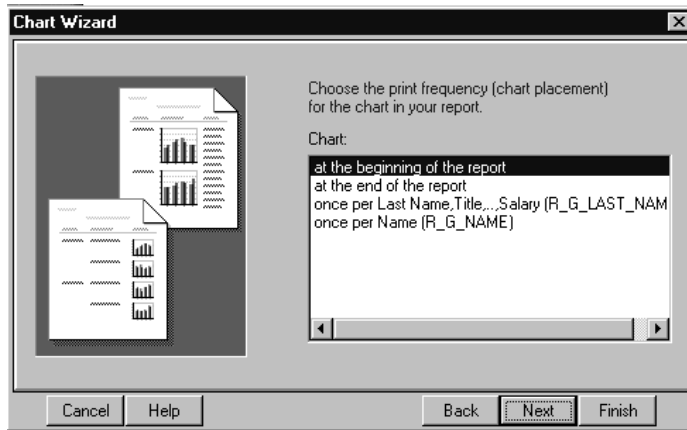 Chart Wizard
Choose the print frequency (chart placement)
for the chart in your report.
Chart:
at the beginning of the report
at the end of the report
once per Last Name,Title,..,Salary (R_G_LAST_NAM
once per Name (R_G_NAME)
Cancel Help Back Next Finish